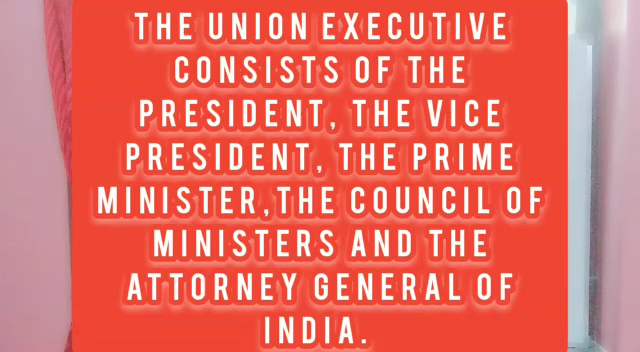 THE UNION EXECUTIVE
CONSISTS OF THE
PRESIDENT, THE VICE
PRESIDENT, THE PRIME
MINISTER,THE COUNCIL OF
MINISTERS AND THE
ATTORNEY GENERAL OF
INDIA.